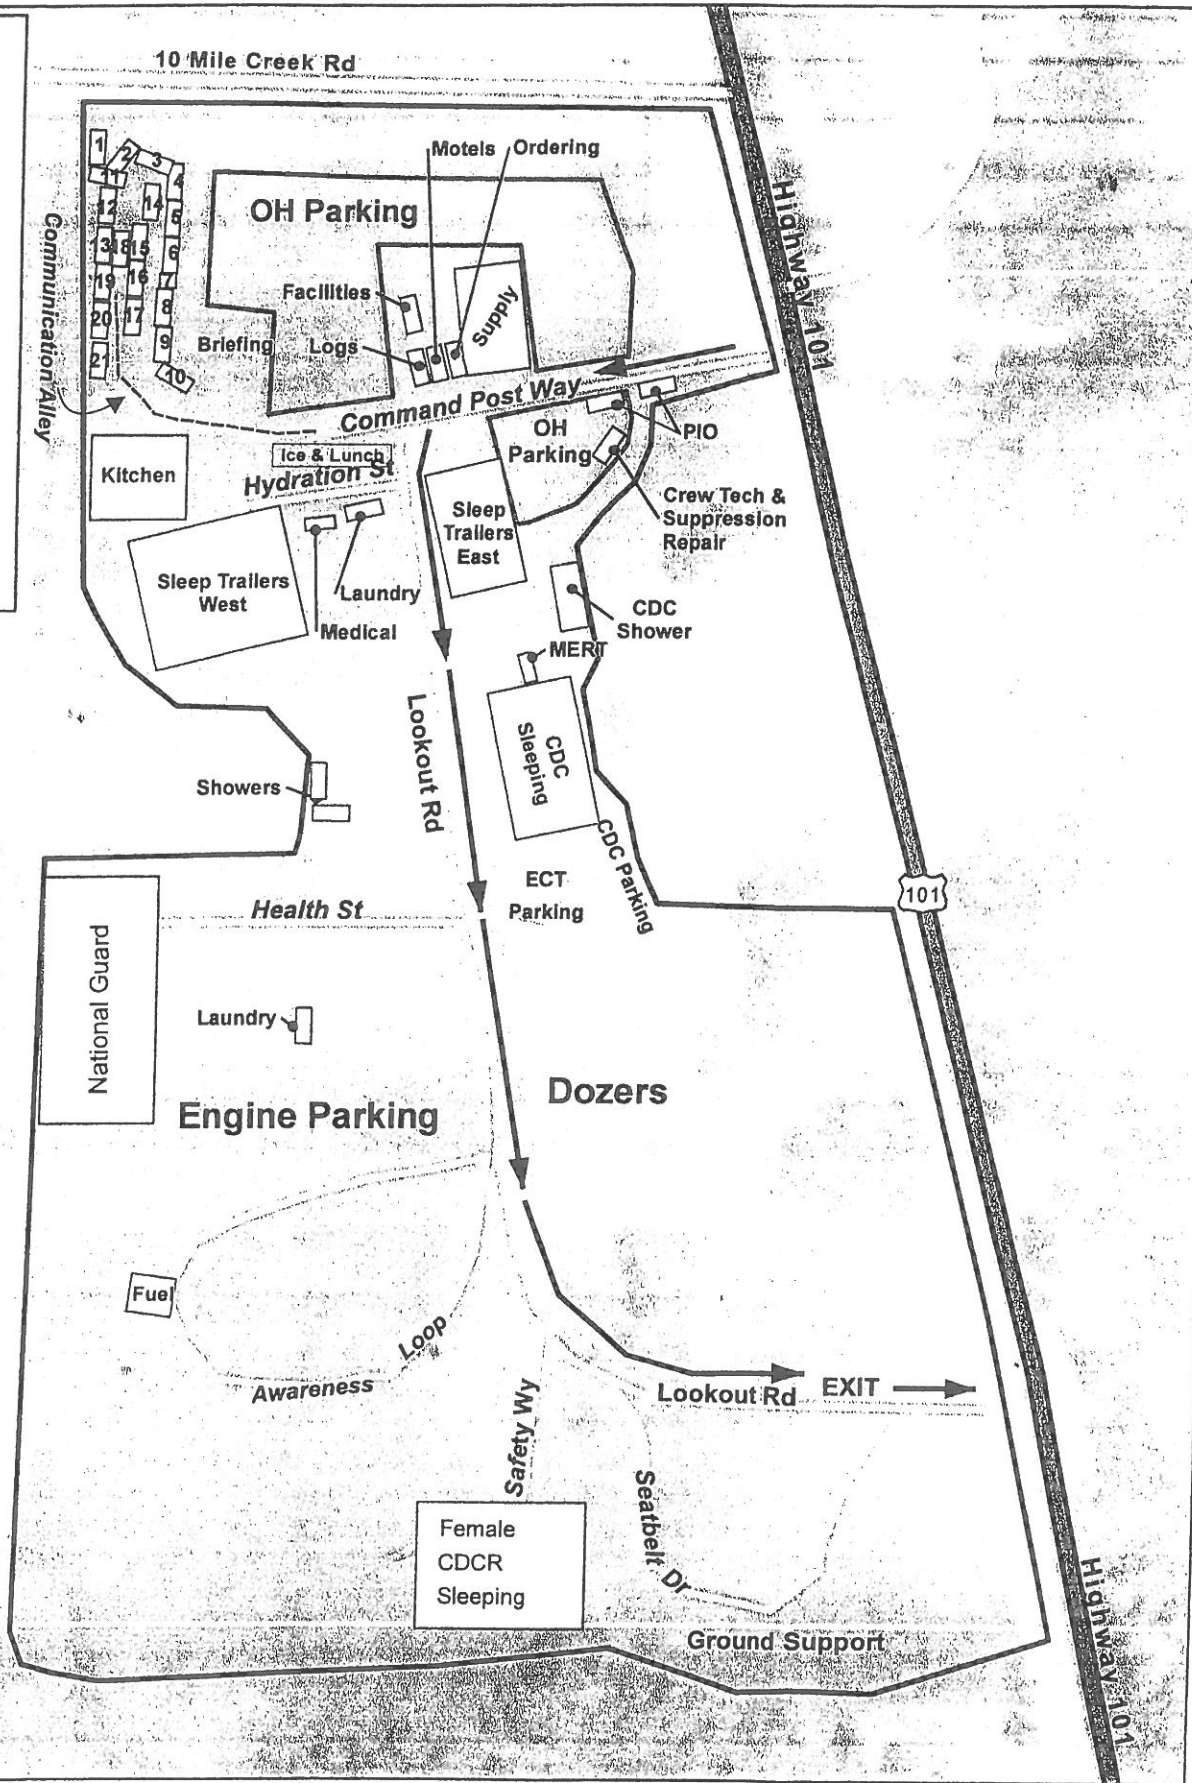 10 Mile Creek Rd
Highway 101
Motels
Ordering
1
2
3
4
11
12
14
5
13
18
15
6
19
16
7
20
17
8
21
9
10
Communication Alley
OH Parking
Facilities
Supply
Briefing
Logs
Command Post Way
PIO
OH
Parking
Ice & Lunch
Hydration St
Kitchen
Crew Tech &
Suppression
Repair
Sleep
Trailers
East
Sleep Trailers
West
Laundry
Medical
CDC
Shower
MERT
Lookout Rd
CDC
Sleeping
Showers
CDC Parking
ECT
Parking
101
Health St
National Guard
Laundry
Dozers
Engine Parking
Fuel
Awareness Loop
Lookout Rd
EXIT
Safety Wy
Seatbelt Dr
Female
CDCR
Sleeping
Ground Support
Highway 101